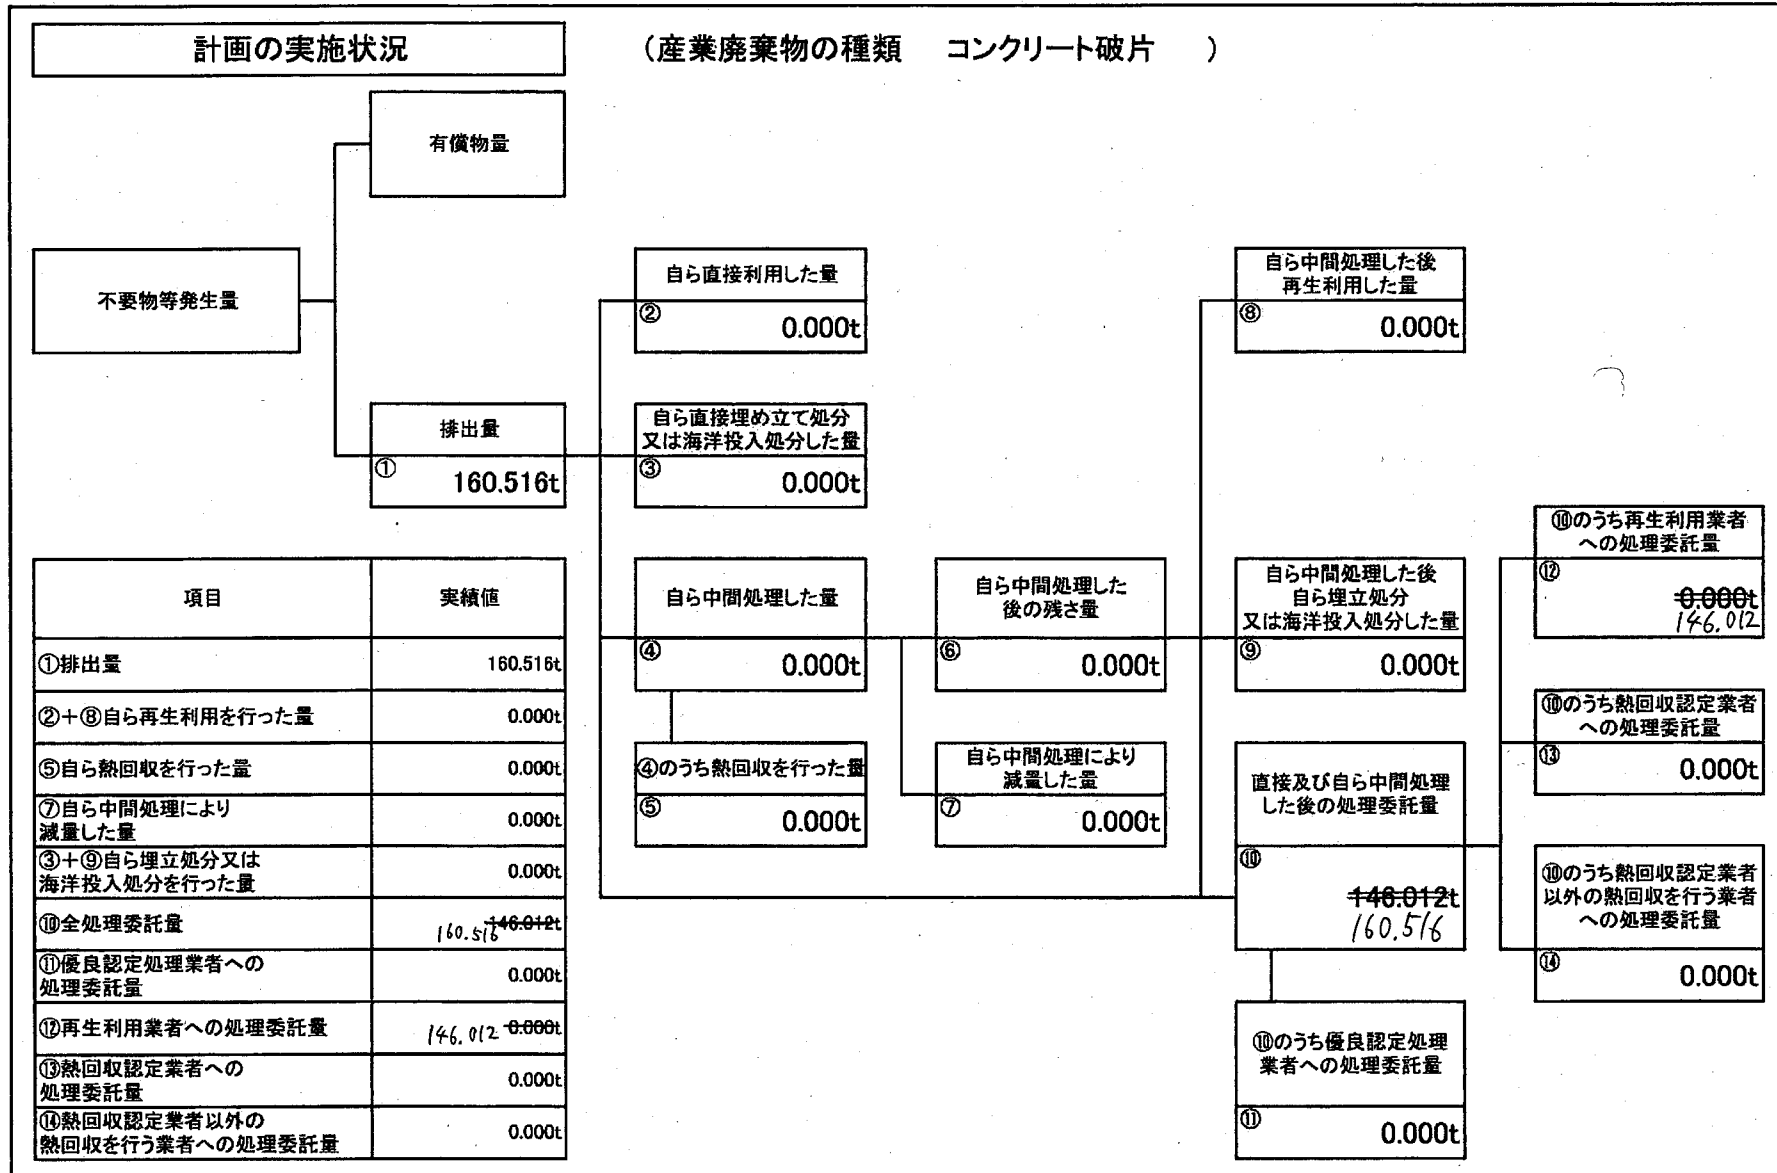 計画の実施状況
（産業廃棄物の種類　コンクリート破片　）
有償物量
不要物等発生量
自ら直接利用した量
②
0.000t
自ら中間処理した後
再生利用した量
⑧
0.000t
排出量
①
160.516t
自ら直接埋め立て処分
又は海洋投入処分した量
③
0.000t
⑩のうち再生利用業者
への処理委託量
⑫
0.000t
146.012
自ら中間処理した量
④
0.000t
自ら中間処理した
後の残さ量
⑥
0.000t
自ら中間処理した後
自ら埋立処分
又は海洋投入処分した量
⑨
0.000t
⑩のうち熱回収認定業者
への処理委託量
⑬
0.000t
④のうち熱回収を行った量
⑤
0.000t
自ら中間処理により
減量した量
⑦
0.000t
直接及び自ら中間処理
した後の処理委託量
⑩
146.012t
160.516
⑩のうち熱回収認定業者
以外の熱回収を行う業者
への処理委託量
⑭
0.000t
⑩のうち優良認定処理
業者への処理委託量
⑪
0.000t
項目 実績値
①排出量 160.516t
②＋⑧自ら再生利用を行った量 0.000t
⑤自ら熱回収を行った量 0.000t
⑦自ら中間処理により
減量した量 0.000t
③＋⑨自ら埋立処分又は
海洋投入処分を行った量 0.000t
⑩全処理委託量 160.516 146.012t
⑪優良認定処理業者への
処理委託量 0.000t
⑫再生利用業者への処理委託量 146.012 0.000t
⑬熱回収認定業者への
処理委託量 0.000t
⑭熱回収認定業者以外の
熱回収を行う業者への処理委託量 0.000t